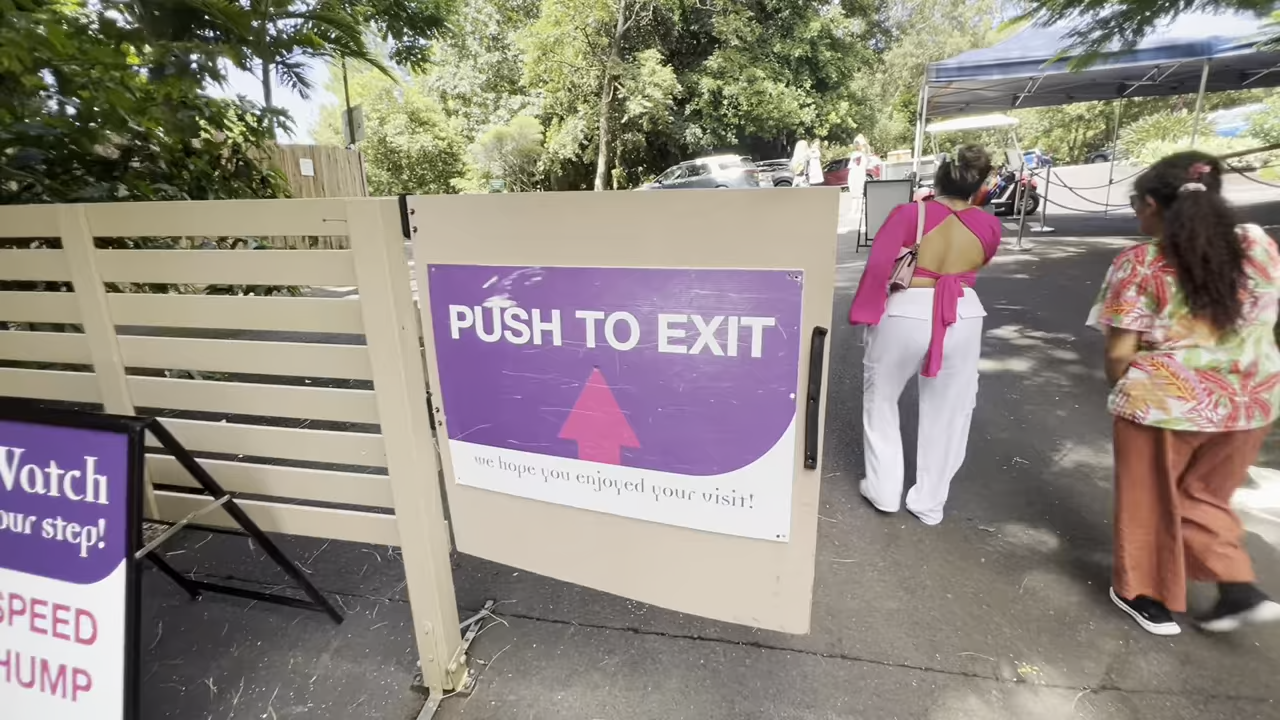 PUSH TO EXIT
we hope you enjoyed your visit!
Watch
our step!
SPEED
HUMP